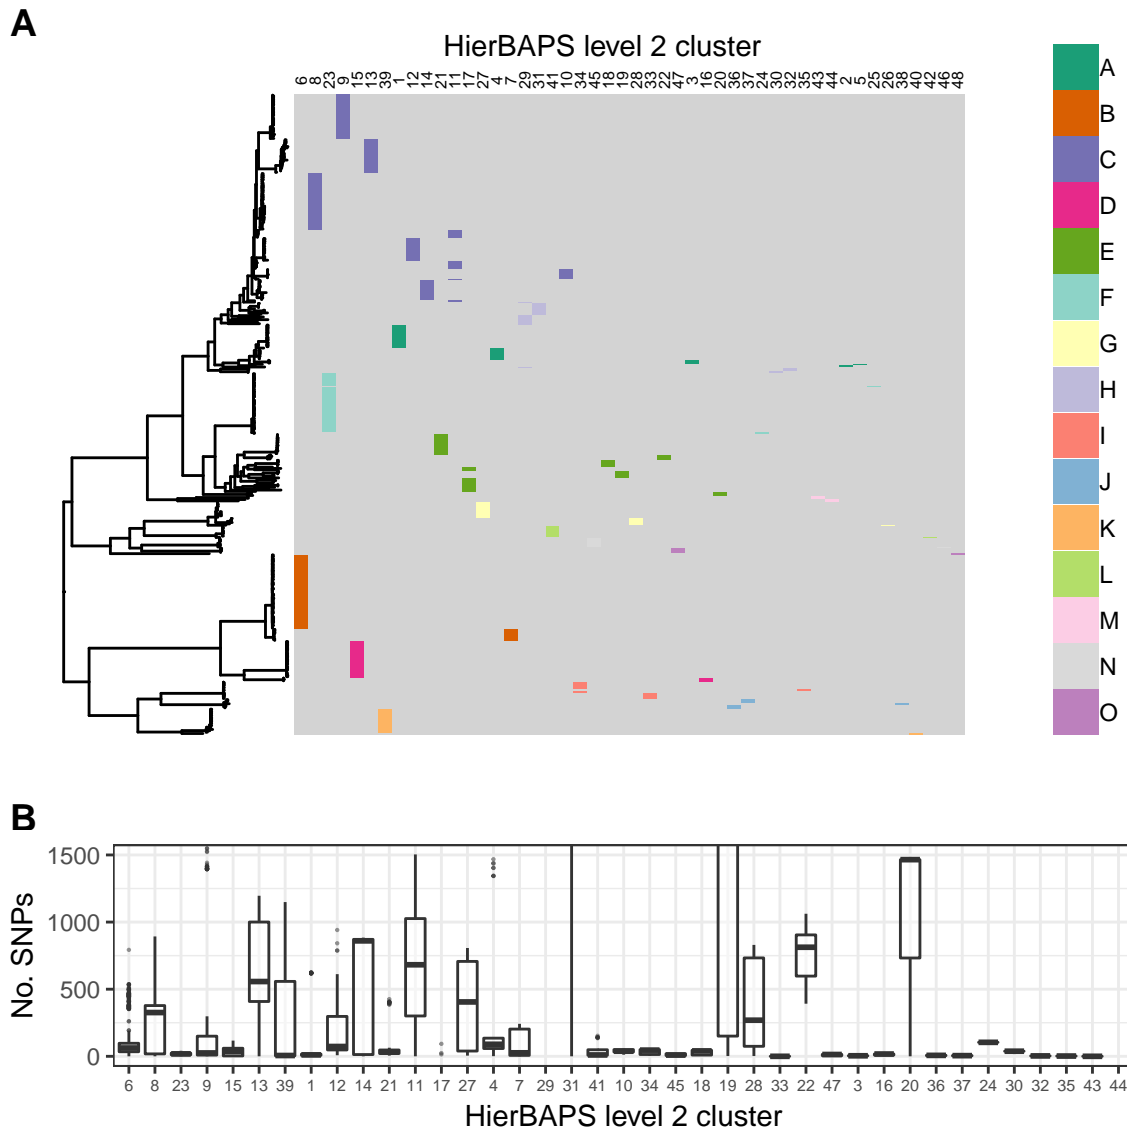 A
HierBAPS level 2 cluster
6 8 23 9 15 13 39 1 12 14 21 11 17 27 4 7 29 31 41 10 34 45 18 19 28 33 22 47 3 16 20 36 37 24 30 32 35 43 44 2 5 25 26 38 40 42 46 48
A
B
C
D
E
F
G
H
I
J
K
L
M
N
O
B
No. SNPs
1500
1000
500
0
6 8 23 9 15 13 39 1 12 14 21 11 17 27 4 7 29 31 41 10 34 45 18 19 28 33 22 47 3 16 20 36 37 24 30 32 35 43 44
HierBAPS level 2 cluster